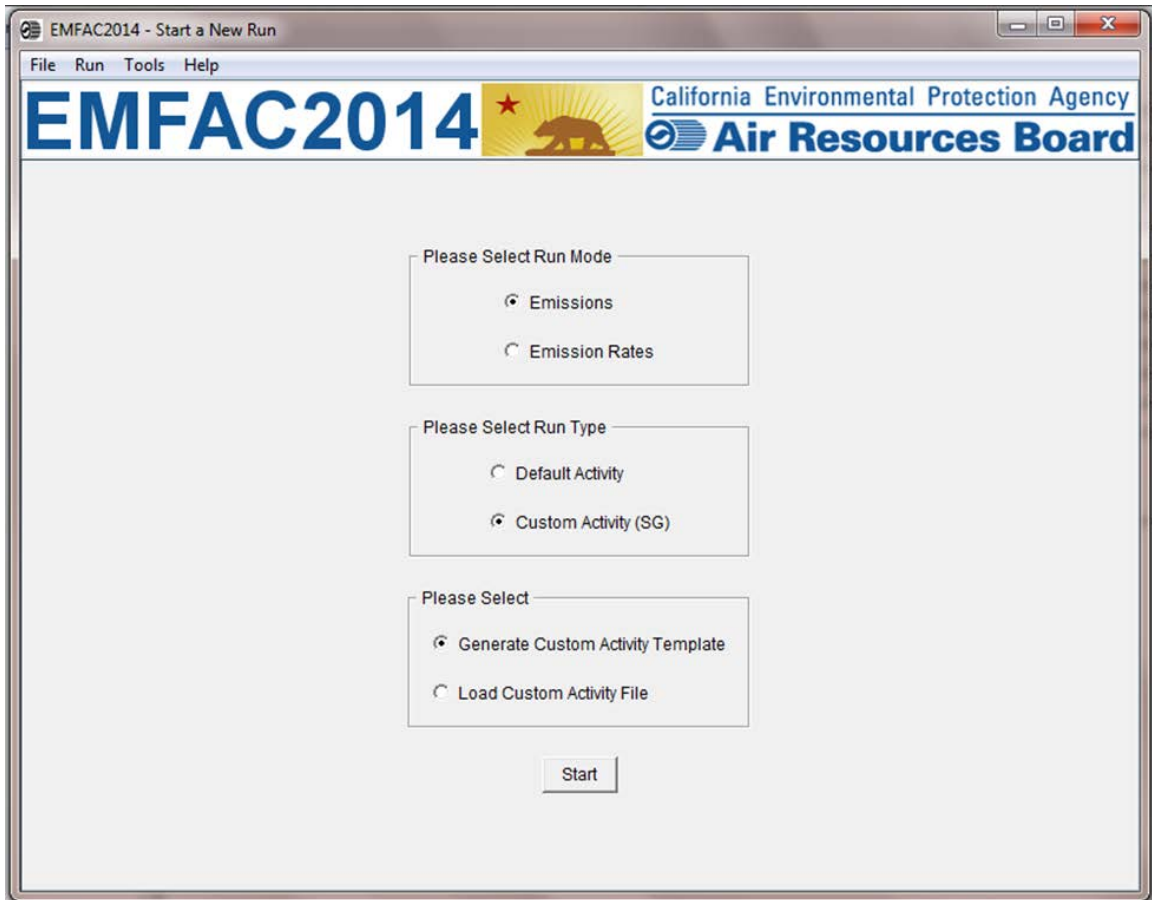 EMFAC2014 - Start a New Run
File Run Tools Help
EMFAC2014
California Environmental Protection Agency
Air Resources Board
Please Select Run Mode
Emissions
Emission Rates
Please Select Run Type
Default Activity
Custom Activity (SG)
Please Select
Generate Custom Activity Template
Load Custom Activity File
Start